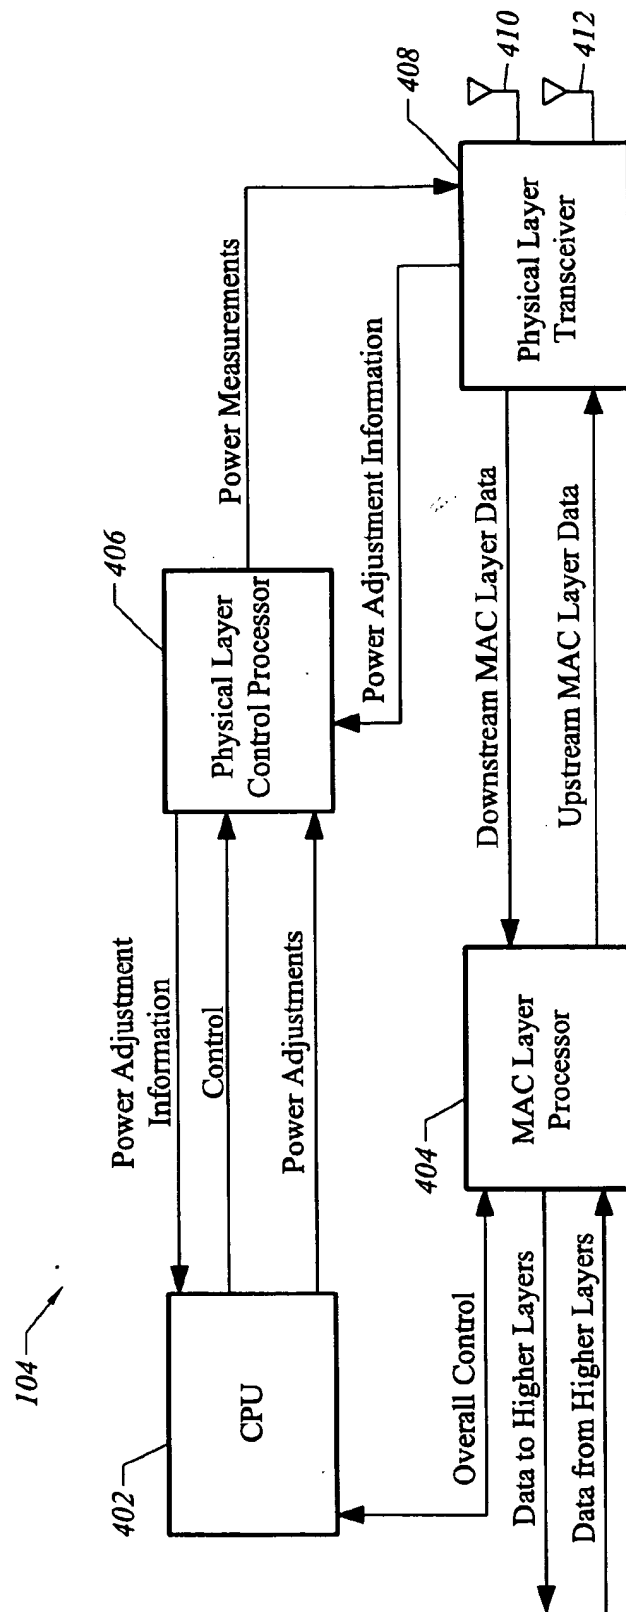 104
402
CPU
Power Adjustment
Information
Control
Power Adjustments
406
Physical Layer
Control Processor
Power Measurements
Power Adjustment Information
408
Physical Layer
Transceiver
410
412
Overall Control
404
MAC Layer
Processor
Downstream MAC Layer Data
Upstream MAC Layer Data
Data to Higher Layers
Data from Higher Layers